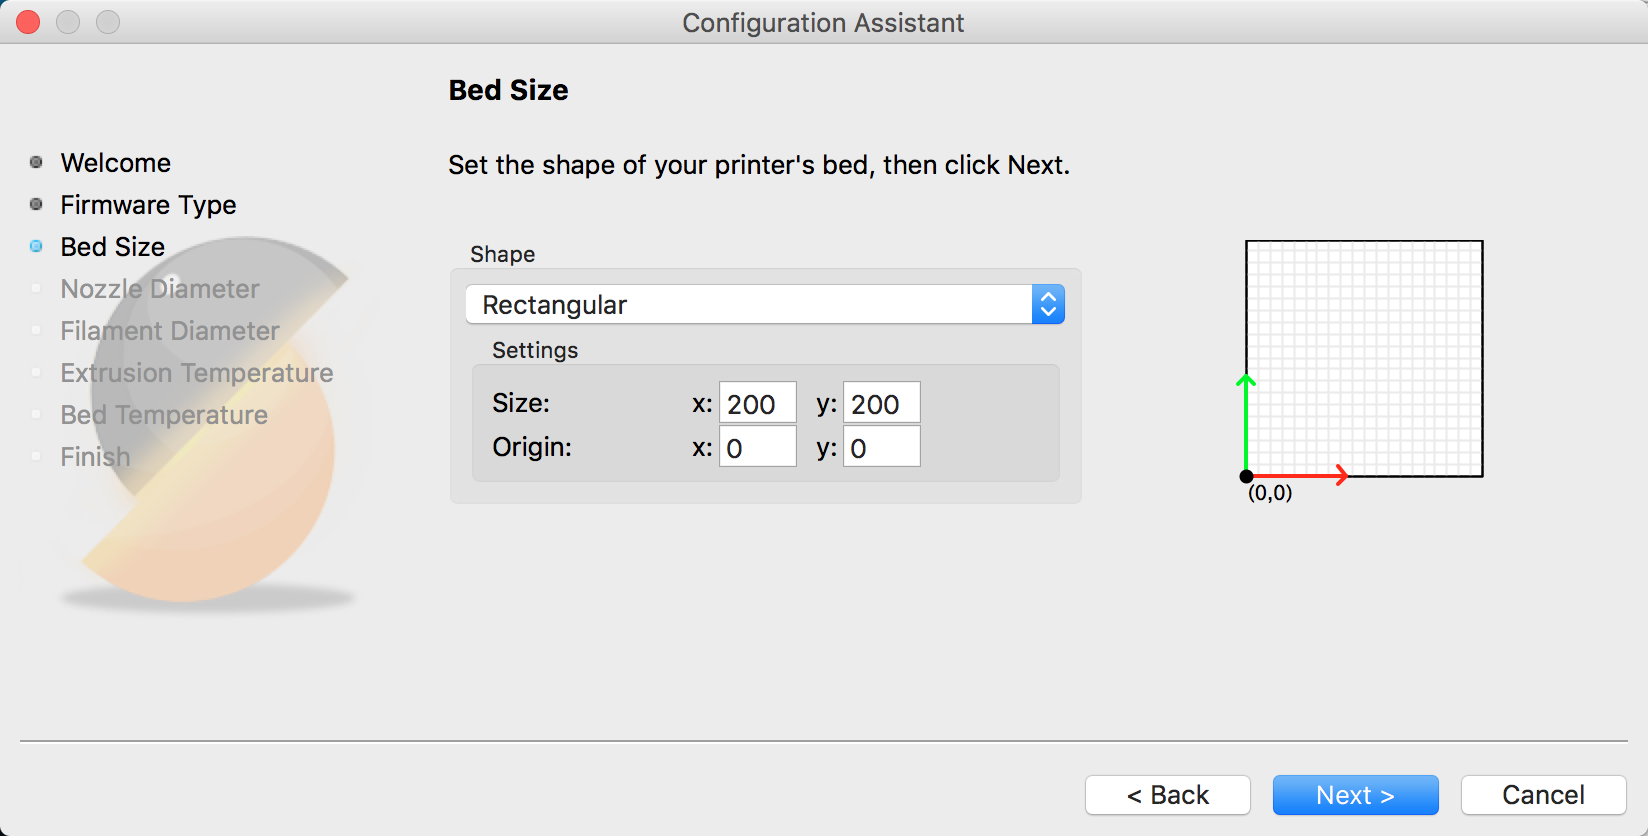 Configuration Assistant
Welcome
Firmware Type
Bed Size
Nozzle Diameter
Filament Diameter
Extrusion Temperature
Bed Temperature
Finish
Bed Size
Set the shape of your printer's bed, then click Next.
Shape
Rectangular
Settings
Size: x: 200 y: 200
Origin: x: 0 y: 0
(0,0)
< Back Next > Cancel